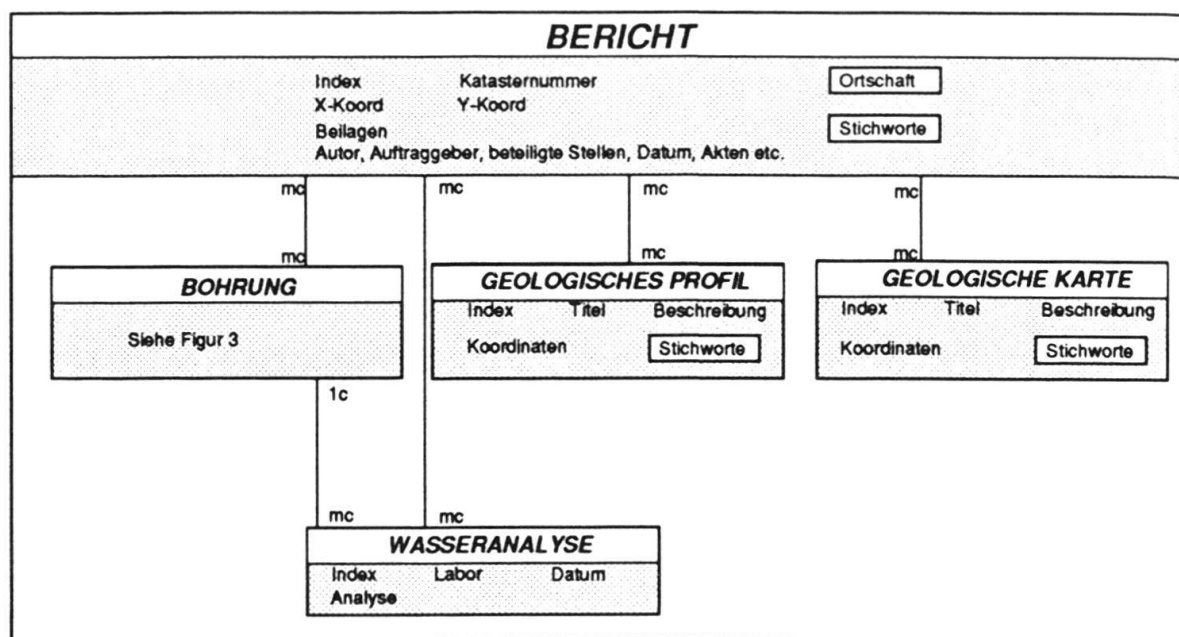 BERICHT
Index Katasternummer Ortschaft
X-Koord Y-Koord
Beilagen Stichworte
Autor, Auftraggeber, beteiligte Stellen, Datum, Akten etc.
mc mc mc mc
mc mc mc
BOHRUNG
Siehe Figur 3
GEOLOGISCHES PROFIL
Index Titel Beschreibung
Koordinaten Stichworte
GEOLOGISCHE KARTE
Index Titel Beschreibung
Koordinaten Stichworte
1c
mc mc
WASSERANALYSE
Index Labor Datum
Analyse